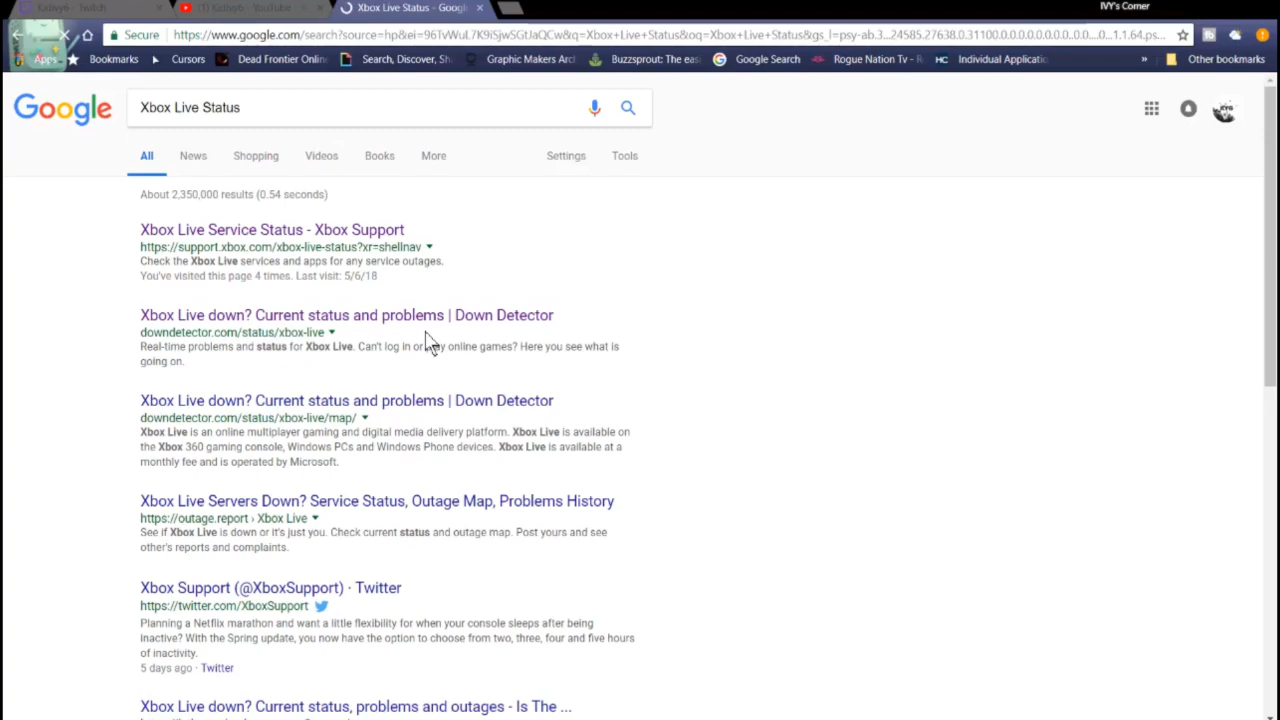 Kxlvy6 - Twitch
(1) Kxlvy6 - YouTube
Xbox Live Status - Googl
IVY's Corner
Secure
https://www.google.com/search?source=hp&ei=96TvWuL7K9iSjwSGtJaQCw&q=Xbox+Live+Status&oq=Xbox+Live+Status&gs_l=psy-ab.3...24585.27638.0.31100.0.0.0.0.0.0.0.0..0.0....0...1.1.64.ps...
Apps
Bookmarks
Cursors
Dead Frontier Online
Search, Discover, Sh
Graphic Makers Arc
Buzzsprout: The eas
Google Search
Rogue Nation Tv - R
HC
Individual Applicatio
»
Other bookmarks
Google
Xbox Live Status
All
News
Shopping
Videos
Books
More
Settings
Tools
About 2,350,000 results (0.54 seconds)
Xbox Live Service Status - Xbox Support
https://support.xbox.com/xbox-live-status?xr=shellnav
Check the Xbox Live services and apps for any service outages.
You've visited this page 4 times. Last visit: 5/6/18
Xbox Live down? Current status and problems | Down Detector
downdetector.com/status/xbox-live
Real-time problems and status for Xbox Live. Can't log in or online games? Here you see what is
going on.
Xbox Live down? Current status and problems | Down Detector
downdetector.com/status/xbox-live/map/
Xbox Live is an online multiplayer gaming and digital media delivery platform. Xbox Live is available on
the Xbox 360 gaming console, Windows PCs and Windows Phone devices. Xbox Live is available at a
monthly fee and is operated by Microsoft.
Xbox Live Servers Down? Service Status, Outage Map, Problems History
https://outage.report › Xbox Live
See if Xbox Live is down or it's just you. Check current status and outage map. Post yours and see
other's reports and complaints.
Xbox Support (@XboxSupport) · Twitter
https://twitter.com/XboxSupport
Planning a Netflix marathon and want a little flexibility for when your console sleeps after being
inactive? With the Spring update, you now have the option to choose from two, three, four and five hours
of inactivity.
5 days ago · Twitter
Xbox Live down? Current status, problems and outages - Is The ...